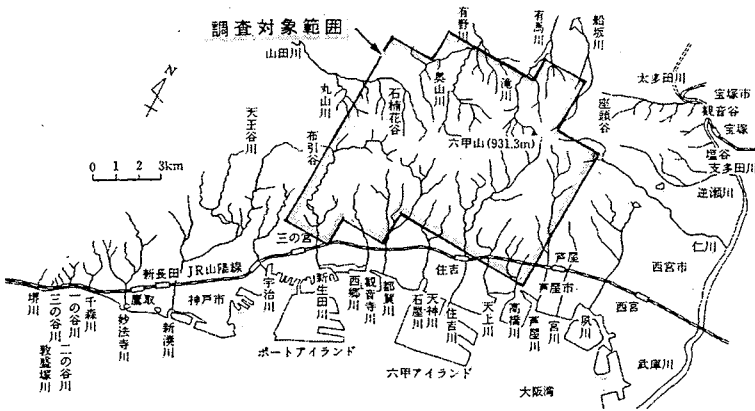 調査対象範囲
山田川
有野川
有馬川
船坂川
丸山川
石楠花谷
奥山川
滝川
太多田川
宝塚市
観音谷
宝塚
塩谷
支多田川
逆瀬川
座頭谷
天王谷川
布引谷
六甲山(931.3m)
仁川
N
0 1 2 3km
三の宮
JR山陽線
新長田
鷹取
神戸市
住吉
芦屋
芦屋市
西宮市
西宮
堺川
三の谷川
敦盛塚川
二の谷川
一の谷川
千森川
妙法寺川
新湊川
宇治川
新生田川
西郷川
観音寺川
都賀川
石屋川
天神川
住吉川
天上川
高橋川
芦屋川
宮川
夙川
武庫川
ポートアイランド
六甲アイランド
大阪湾